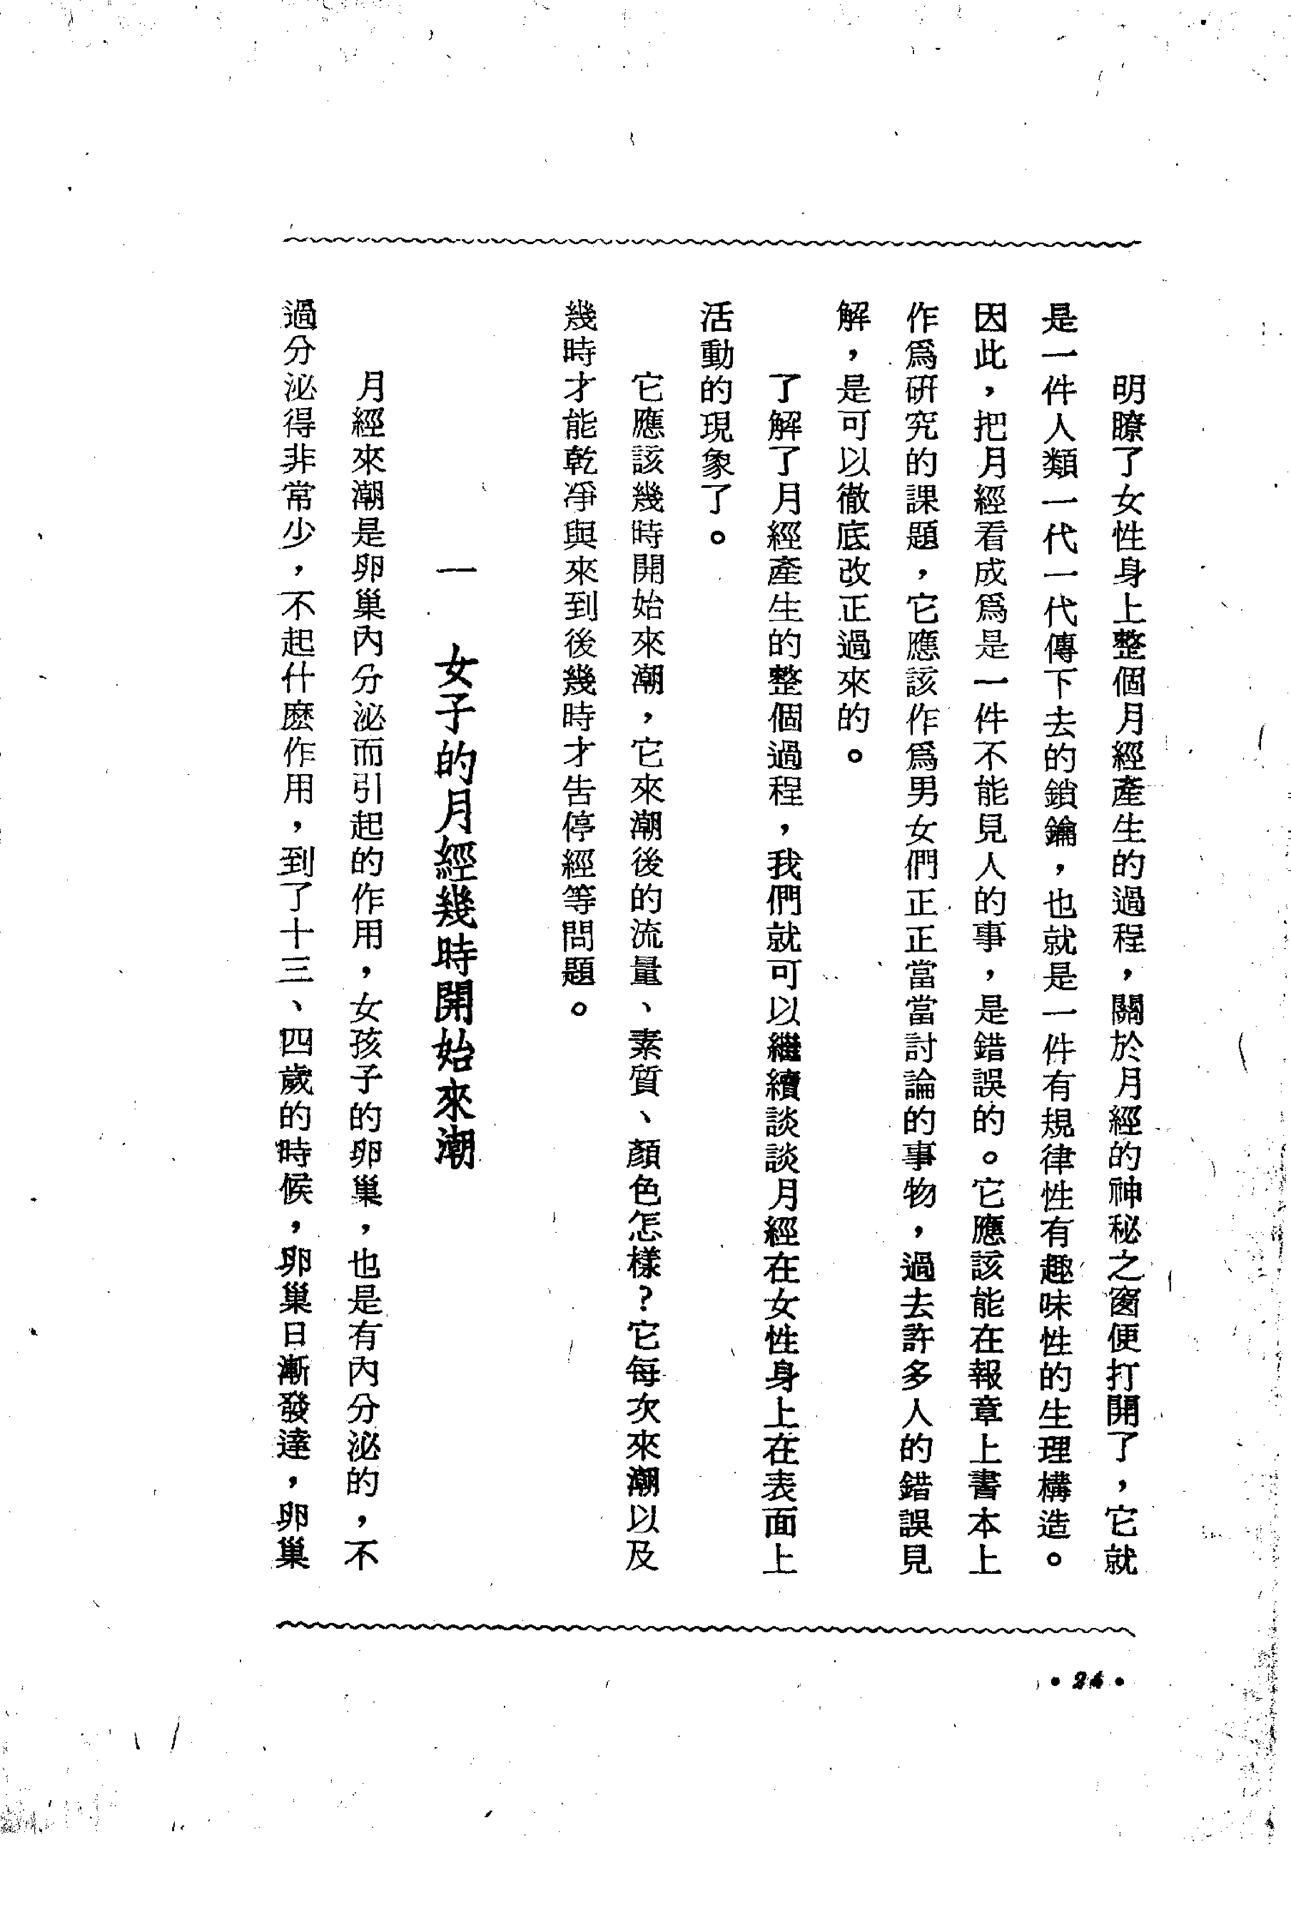 明瞭了女性身上整個月經產生的過程，關於月經的神秘之窗便打開了，它就
是一件人類一代一代傳下去的鎖鑰，也就是一件有規律性有趣味性的生理構造。
因此，把月經看成爲是一件不能見人的事，是錯誤的。它應該能在報章上書本上
作爲研究的課題，它應該作爲男女們正正當當討論的事物，過去許多人的錯誤見
解，是可以徹底改正過來的。
了解了月經產生的整個過程，我們就可以繼續談談月經在女性身上在表面上
活動的現象了。
它應該幾時開始來潮，它來潮後的流量、素質、顏色怎樣？它每次來潮以及
幾時才能乾淨與來到後幾時才告停經等問題。
一　女子的月經幾時開始來潮
月經來潮是卵巢內分泌而引起的作用，女孩子的卵巢，也是有內分泌的，不
過分泌得非常少，不起什麽作用，到了十三、四歲的時候，卵巢日漸發達，卵巢
•24•